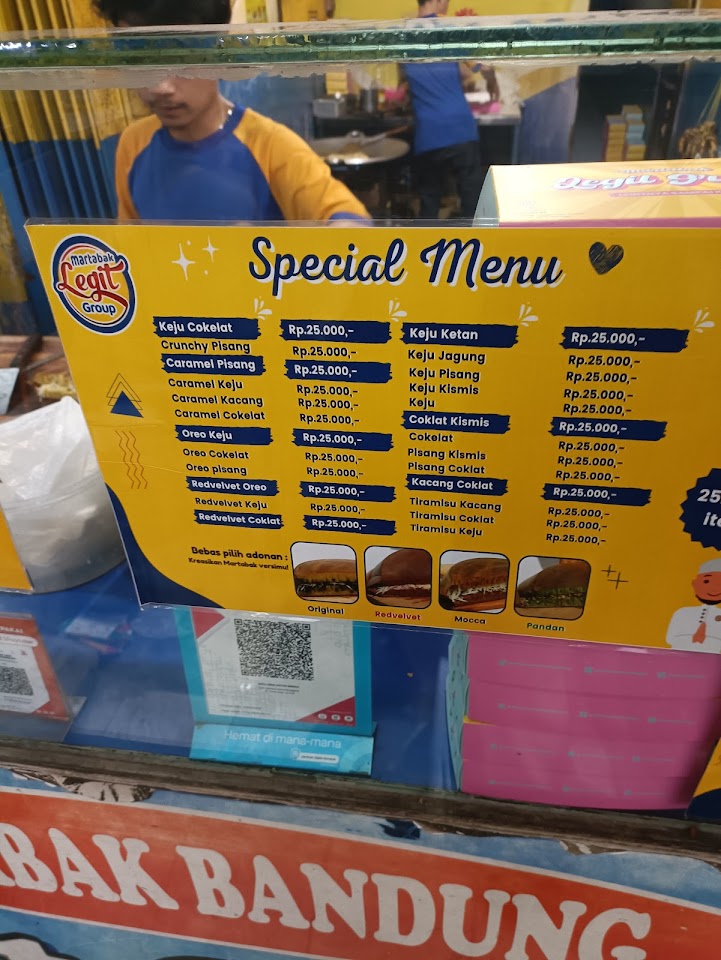 martabak
Legit
Group
Special Menu
Keju Cokelat Rp.25.000,-
Crunchy Pisang Rp.25.000,-
Caramel Pisang Rp.25.000,-
Caramel Keju Rp.25.000,-
Caramel Kacang Rp.25.000,-
Caramel Cokelat Rp.25.000,-
Oreo Keju Rp.25.000,-
Oreo Cokelat Rp.25.000,-
Oreo pisang Rp.25.000,-
Redvelvet Oreo Rp.25.000,-
Redvelvet Keju Rp.25.000,-
Redvelvet Coklat Rp.25.000,-
Keju Ketan Rp.25.000,-
Keju Jagung Rp.25.000,-
Keju Pisang Rp.25.000,-
Keju Kismis Rp.25.000,-
Keju Rp.25.000,-
Coklat Kismis Rp.25.000,-
Cokelat Rp.25.000,-
Pisang Kismis Rp.25.000,-
Pisang Coklat Rp.25.000,-
Kacang Coklat Rp.25.000,-
Tiramisu Kacang Rp.25.000,-
Tiramisu Coklat Rp.25.000,-
Tiramisu Keju Rp.25.000,-
Bebas pilih adonan :
Kreasikan Martabak versimu!
Original
Redvelvet
Mocca
Pandan
25
ite
Hemat di mana-mana
BAK BANDUNG